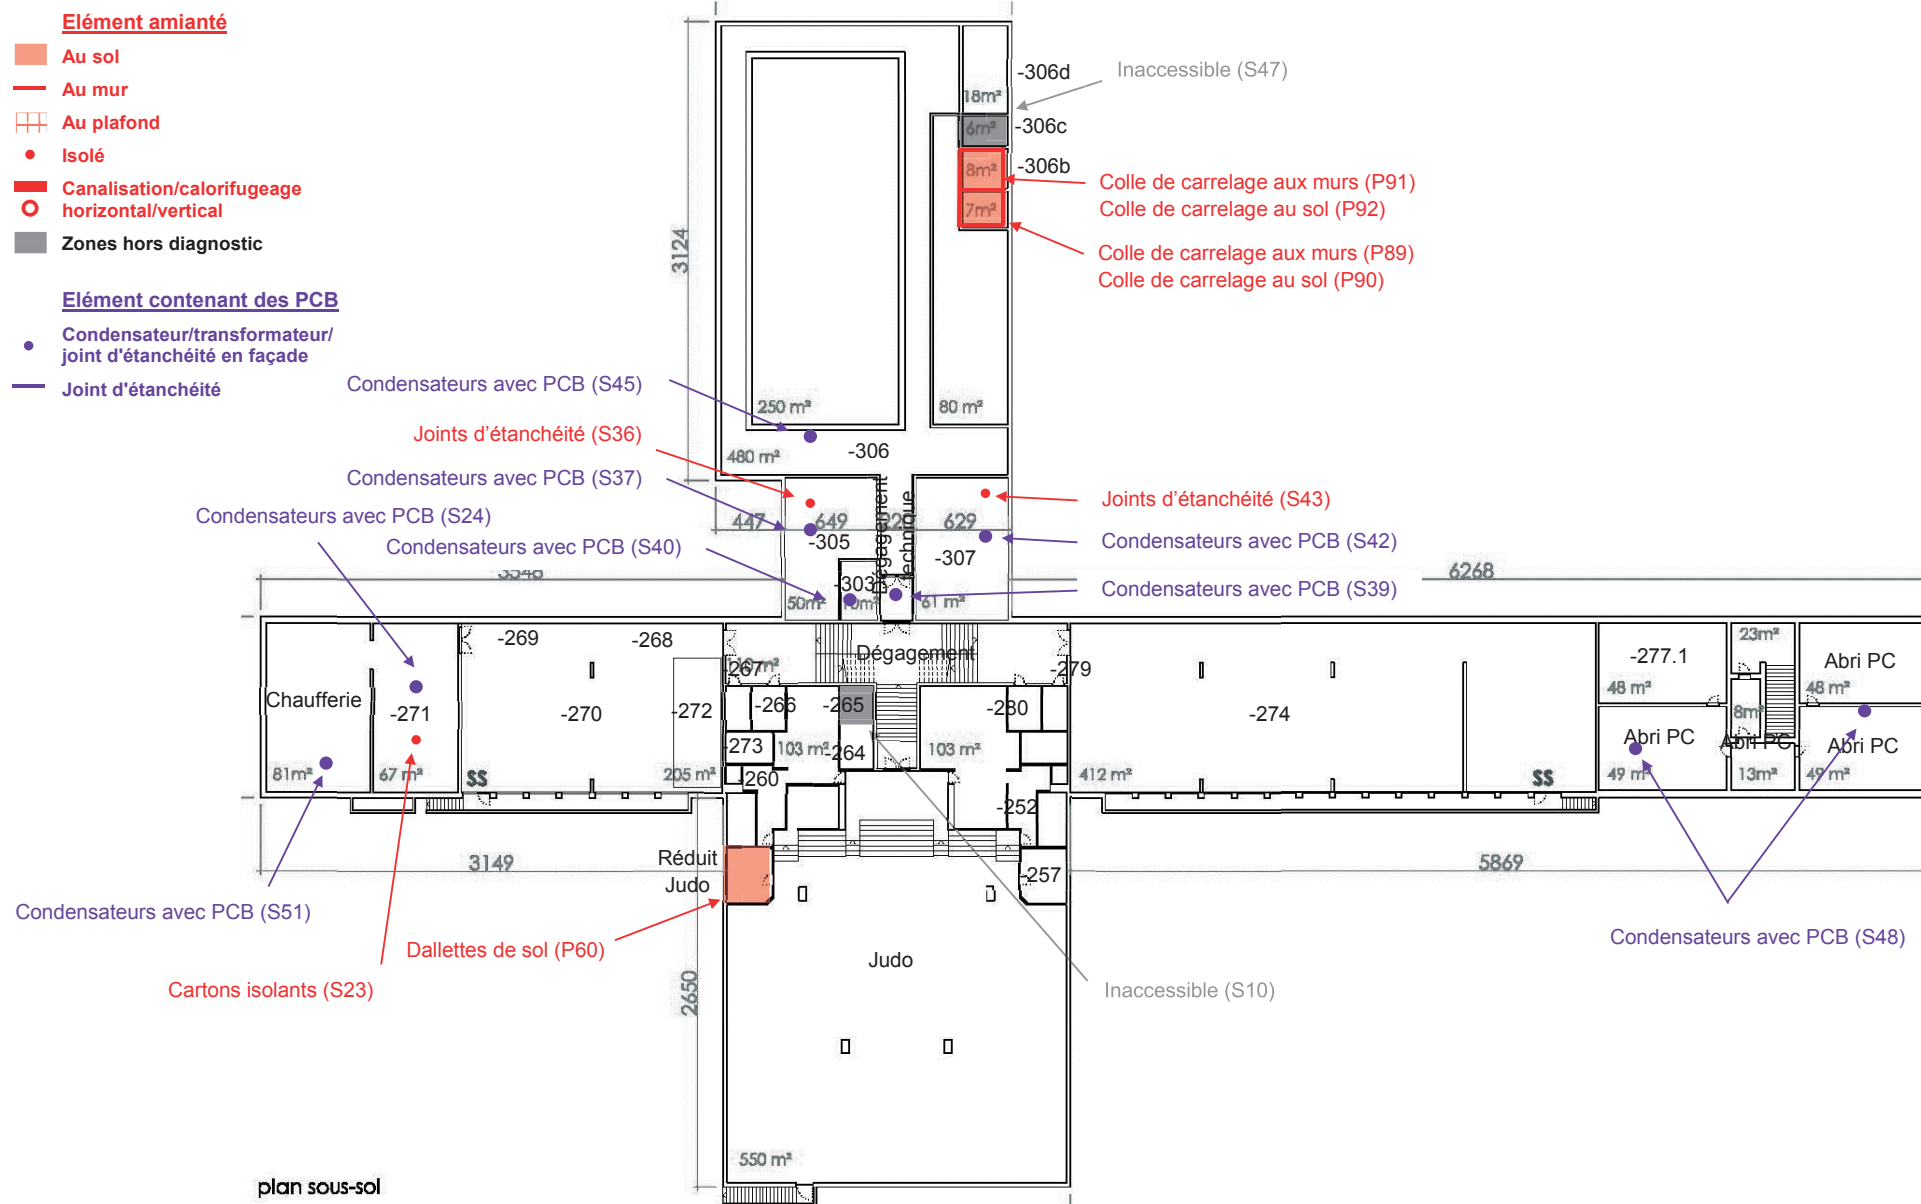 Elément amianté
Au sol
Au mur
Au plafond
Isolé
Canalisation/calorifugeage
horizontal/vertical
Zones hors diagnostic
Elément contenant des PCB
Condensateur/transformateur/
joint d'étanchéité en façade
Joint d'étanchéité
-306d
Inaccessible (S47)
18m²
6m²
-306c
8m²
-306b
Colle de carrelage aux murs (P91)
Colle de carrelage au sol (P92)
7m²
3124
Colle de carrelage aux murs (P89)
Colle de carrelage au sol (P90)
Condensateurs avec PCB (S45)
250 m²
80 m²
Joints d'étanchéité (S36)
480 m²
-306
Condensateurs avec PCB (S37)
Joints d'étanchéité (S43)
Condensateurs avec PCB (S24)
447
649
629
Dégagement
technique
-305
Condensateurs avec PCB (S40)
-307
Condensateurs avec PCB (S42)
3548
6268
-303
Condensateurs avec PCB (S39)
50m²
61 m²
-269
-268
Dégagement
-267
-279
-277.1
23m²
Abri PC
Chaufferie
48 m²
48 m²
-271
-270
-272
-266
-265
-280
-274
8m²
-273
103 m²
-264
103 m²
Abri PC
Abri PC
Abri PC
81m²
67 m²
SS
205 m²
-260
412 m²
SS
49 m²
13m²
49 m²
-252
3149
Réduit
Judo
-257
5869
Condensateurs avec PCB (S51)
Dallettes de sol (P60)
Judo
Condensateurs avec PCB (S48)
Cartons isolants (S23)
2650
Inaccessible (S10)
550 m²
plan sous-sol